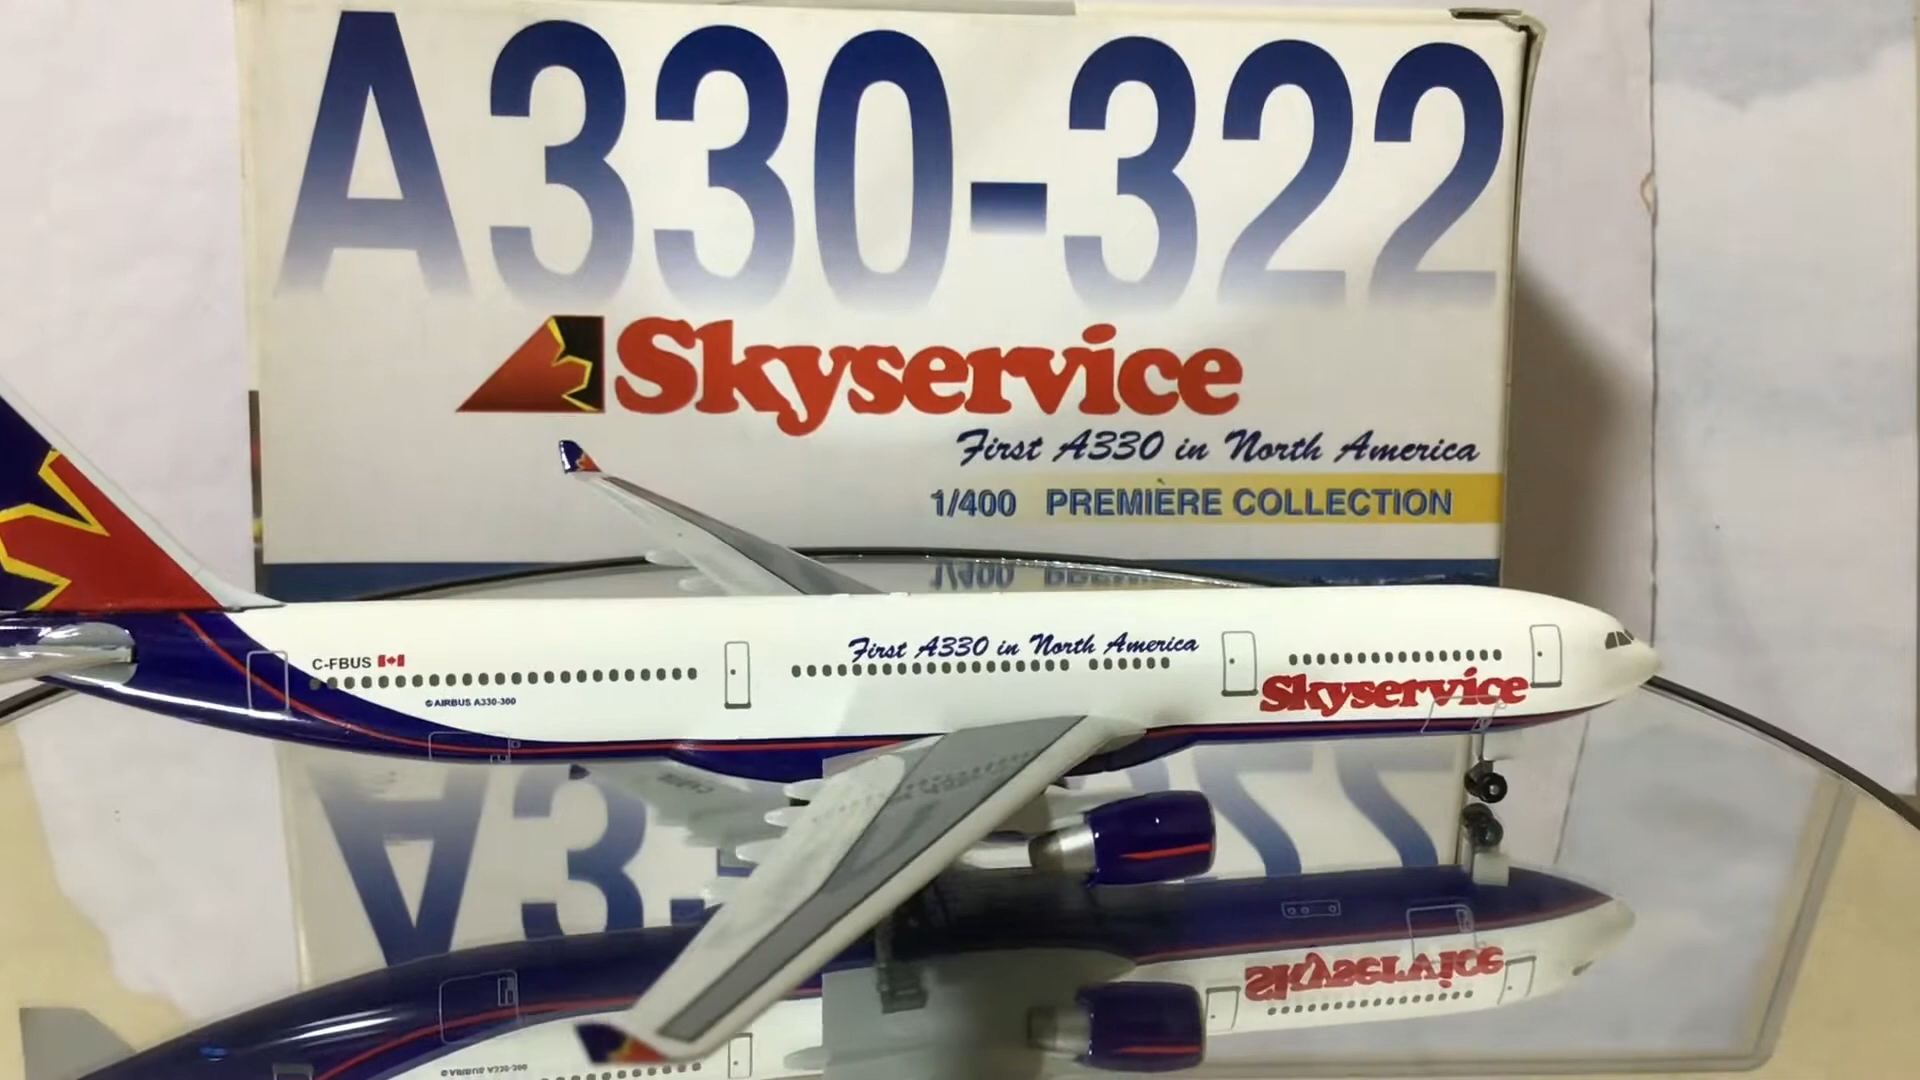 A330-322
Skyservice
First A330 in North America
1/400 PREMIÈRE COLLECTION
First A330 in North America
C-FBUS
Skyservice
AIRBUS A330-300